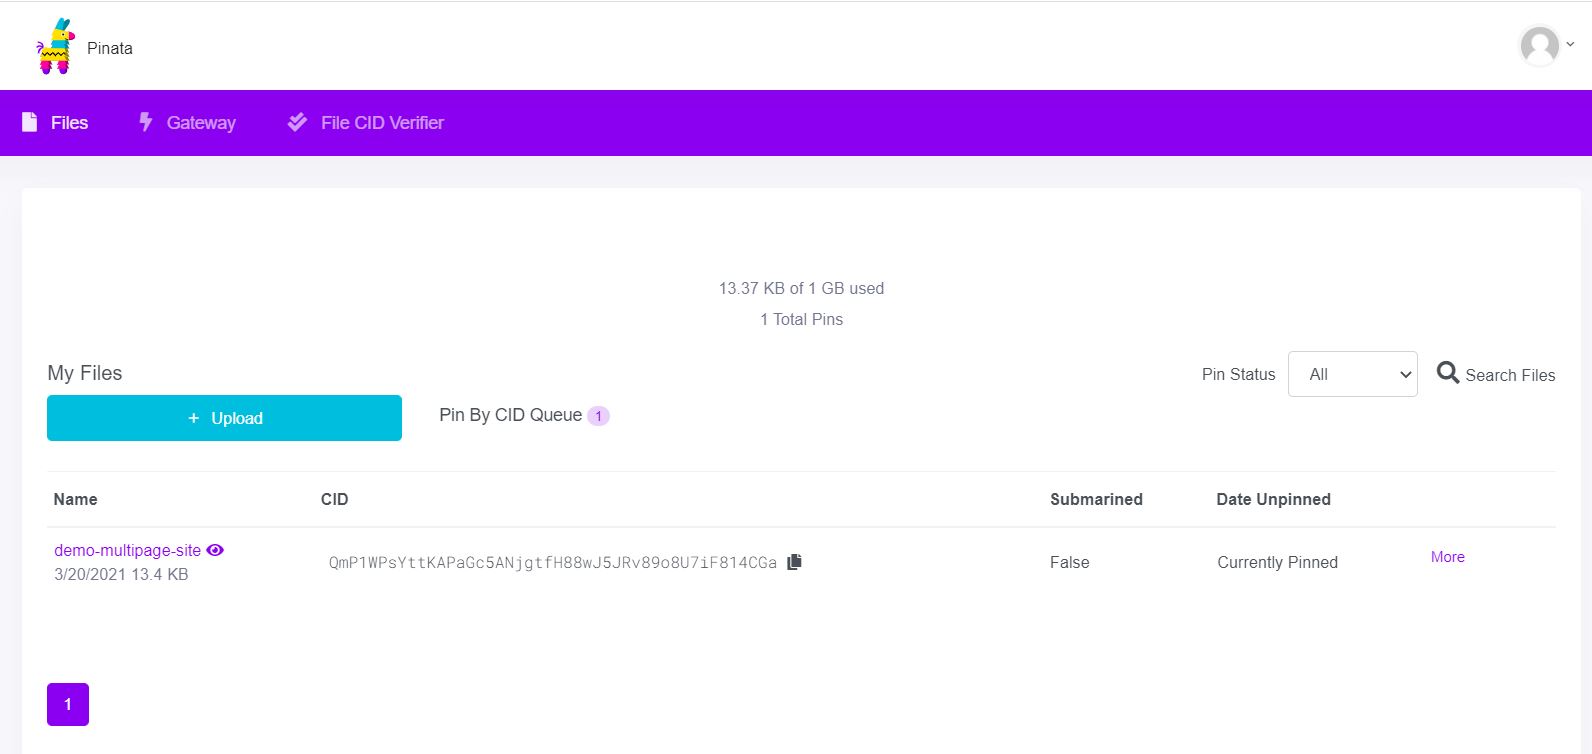 Pinata
Files Gateway File CID Verifier
13.37 KB of 1 GB used
1 Total Pins
My Files
Pin Status All Search Files
+ Upload
Pin By CID Queue 1
Name CID Submarined Date Unpinned
demo-multipage-site
3/20/2021 13.4 KB
QmP1WPsYttKAPaGc5ANjgtfH88wJ5JRv89o8U7iF814CGa
False
Currently Pinned
More
1